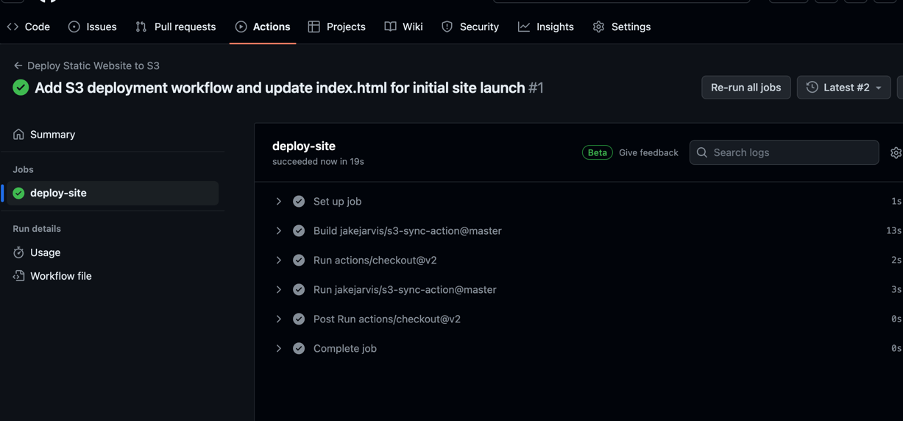 Code Issues Pull requests Actions Projects Wiki Security Insights Settings
Deploy Static Website to S3
Add S3 deployment workflow and update index.html for initial site launch #1
Re-run all jobs
Latest #2
Summary
Jobs
deploy-site
Run details
Usage
Workflow file
deploy-site
succeeded now in 19s
Beta Give feedback
Search logs
Set up job 1s
Build jakejarvis/s3-sync-action@master 13s
Run actions/checkout@v2 2s
Run jakejarvis/s3-sync-action@master 3s
Post Run actions/checkout@v2 0s
Complete job 0s